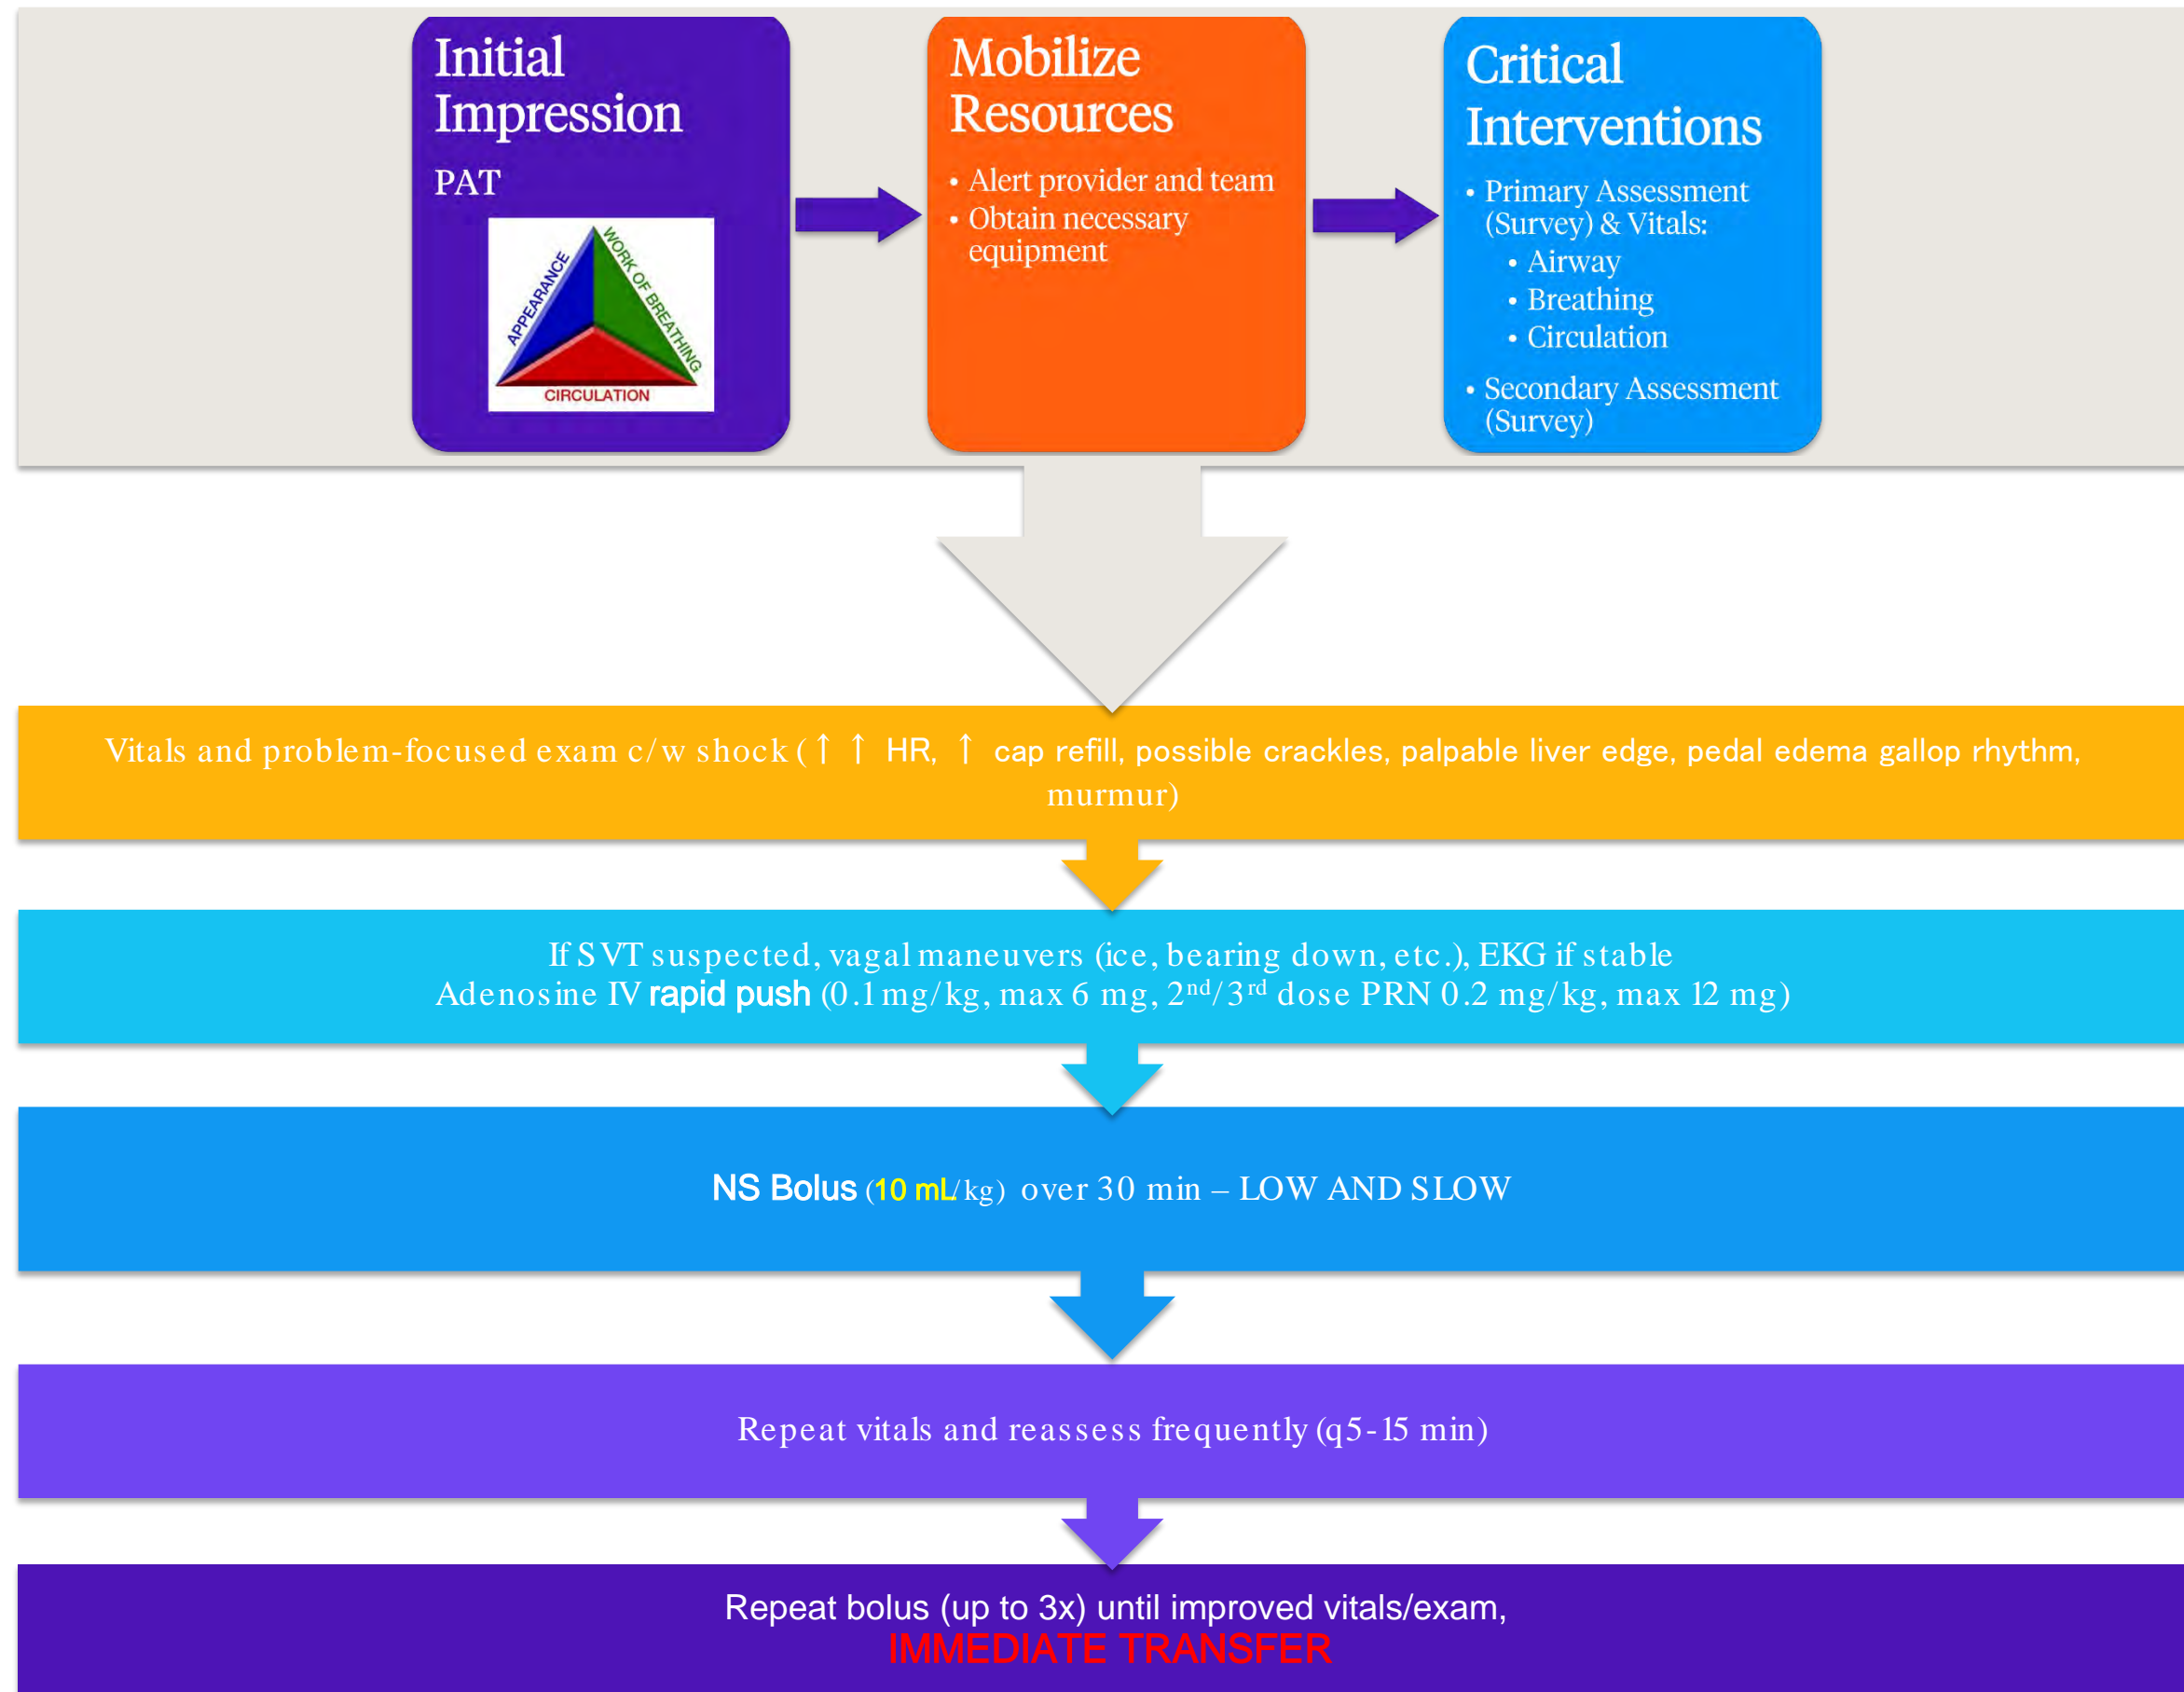 Initial
Impression
PAT
APPEARANCE
WORK OF BREATHING
CIRCULATION
Mobilize
Resources
• Alert provider and team
• Obtain necessary
equipment
Critical
Interventions
• Primary Assessment
(Survey) & Vitals:
• Airway
• Breathing
• Circulation
• Secondary Assessment
(Survey)
Vitals and problem-focused exam c/w shock (↑ ↑ HR, ↑ cap refill, possible crackles, palpable liver edge, pedal edema gallop rhythm,
murmur)
If SVT suspected, vagal maneuvers (ice, bearing down, etc.), EKG if stable
Adenosine IV rapid push (0.1 mg/kg, max 6 mg, 2nd/3rd dose PRN 0.2 mg/kg, max 12 mg)
NS Bolus (10 mL/kg) over 30 min – LOW AND SLOW
Repeat vitals and reassess frequently (q5-15 min)
Repeat bolus (up to 3x) until improved vitals/exam,
IMMEDIATE TRANSFER